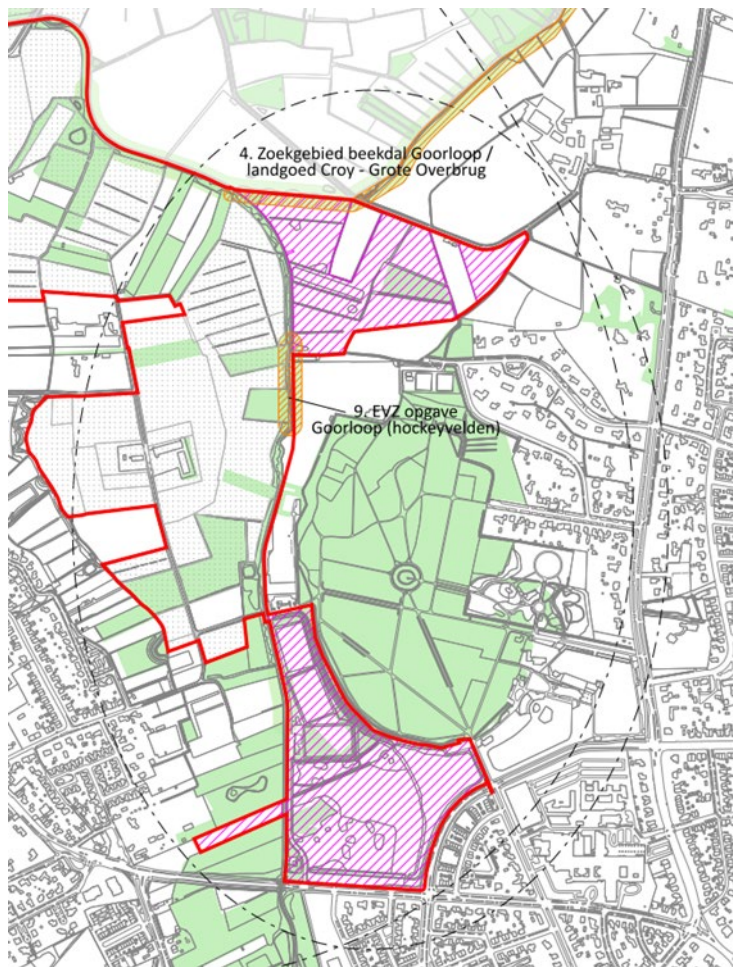 4. Zoekgebied beekdal Goorloop /
landgoed Croy - Grote Overbrug
9. EVZ opgave
Goorloop (hockeyvelden)